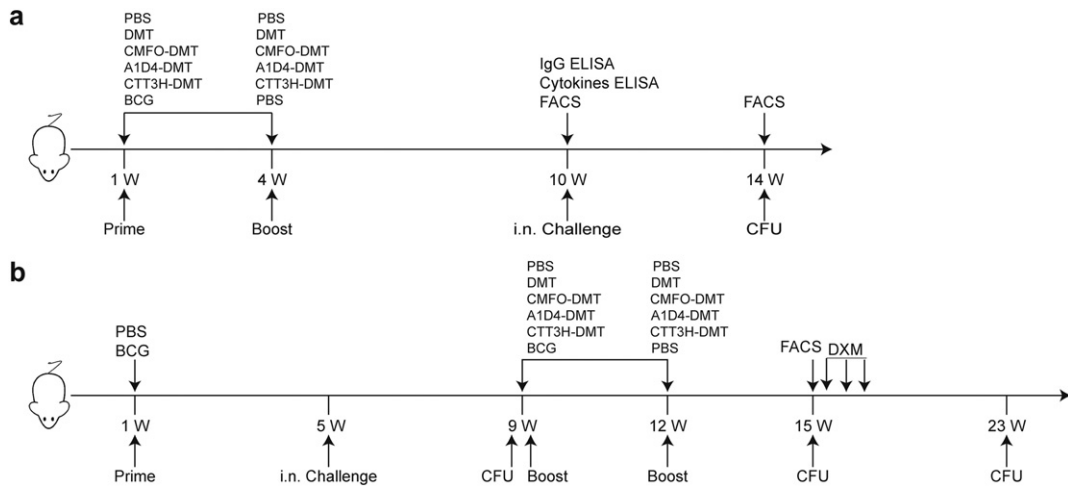 a
PBS
DMT
CMFO-DMT
A1D4-DMT
CTT3H-DMT
BCG
PBS
DMT
CMFO-DMT
A1D4-DMT
CTT3H-DMT
PBS
IgG ELISA
Cytokines ELISA
FACS
FACS
1 W
4 W
10 W
14 W
Prime
Boost
i.n. Challenge
CFU
b
PBS
BCG
PBS
DMT
CMFO-DMT
A1D4-DMT
CTT3H-DMT
BCG
PBS
DMT
CMFO-DMT
A1D4-DMT
CTT3H-DMT
PBS
FACS
DXM
1 W
5 W
9 W
12 W
15 W
23 W
Prime
i.n. Challenge
CFU
Boost
Boost
CFU
CFU